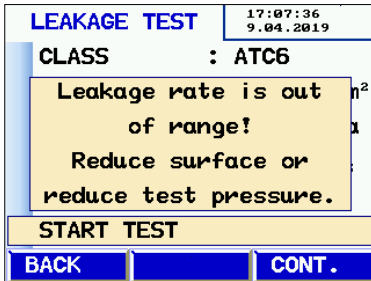 LEAKAGE TEST
17:07:36
9.04.2019
CLASS : ATC6
Leakage rate is out
of range!
Reduce surface or
reduce test pressure.
m²
START TEST
BACK CONT.